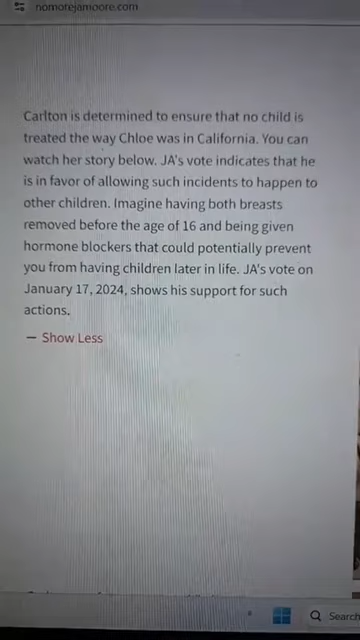 nomorejamoore.com
Carlton is determined to ensure that no child is
treated the way Chloe was in California. You can
watch her story below. JA's vote indicates that he
is in favor of allowing such incidents to happen to
other children. Imagine having both breasts
removed before the age of 16 and being given
hormone blockers that could potentially prevent
you from having children later in life. JA's vote on
January 17, 2024, shows his support for such
actions.
— Show Less
Search